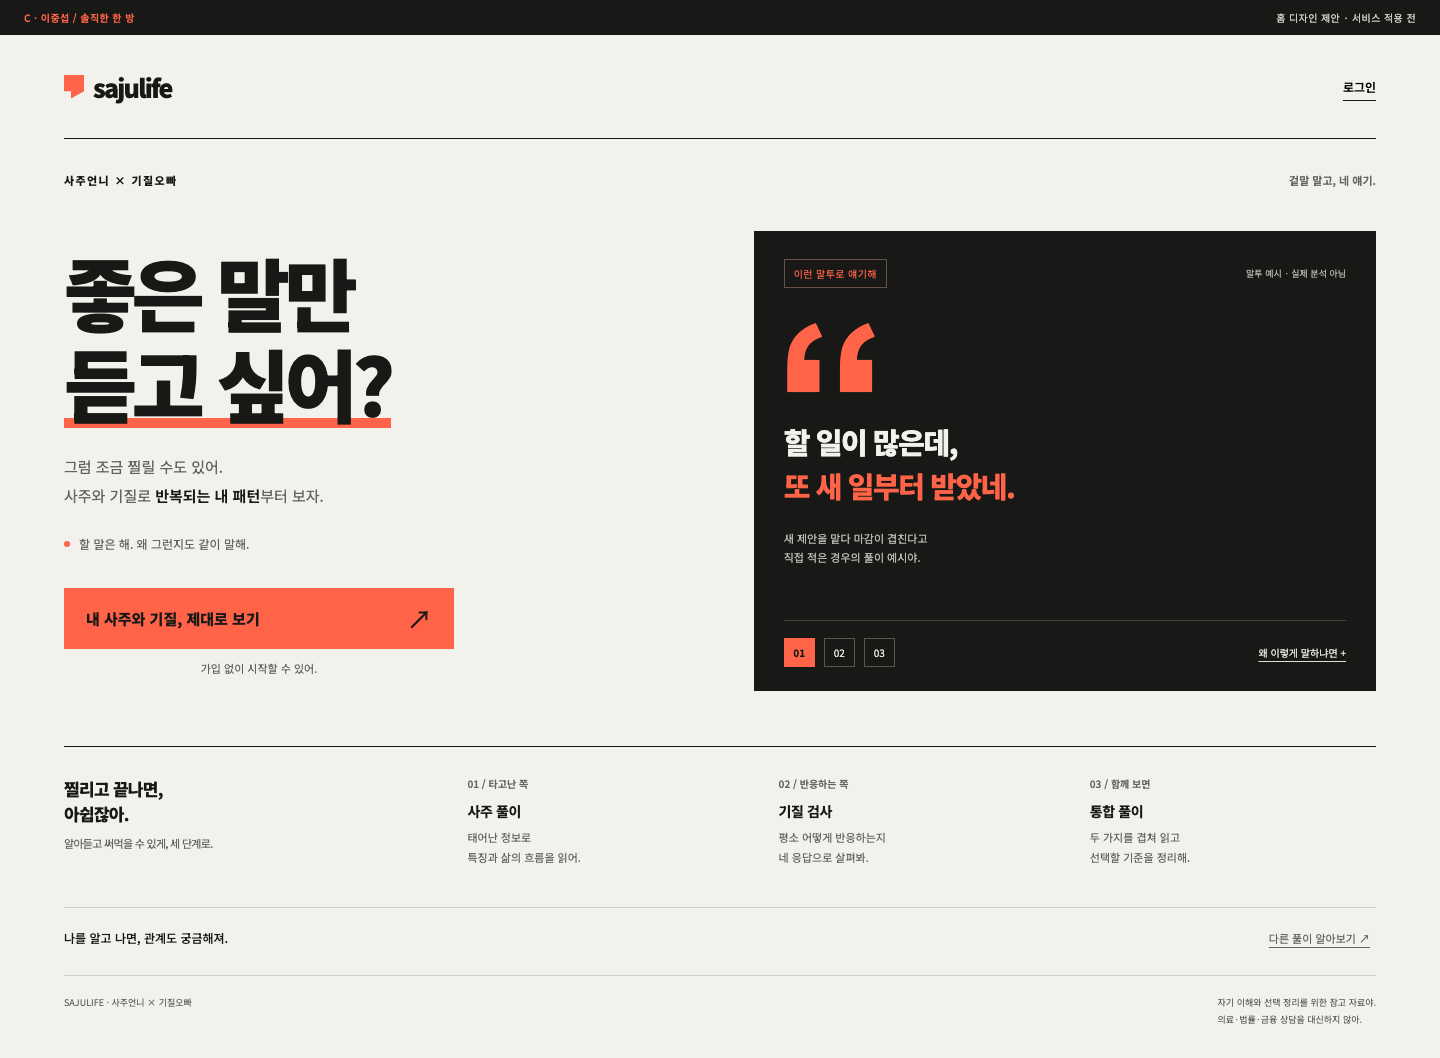 C · 이중섭 / 솔직한 한 방
홈 디자인 제안 · 서비스 적용 전
sajulife
로그인
사주언니 × 기질오빠
겉말 말고, 네 얘기.
좋은 말만
듣고 싶어?
그럼 조금 찔릴 수도 있어.
사주와 기질로 반복되는 내 패턴부터 보자.
할 말은 해. 왜 그런지도 같이 말해.
내 사주와 기질, 제대로 보기 ↗
가입 없이 시작할 수 있어.
이런 말투로 얘기해
말투 예시 · 실제 분석 아님
“
할 일이 많은데,
또 새 일부터 받았네.
새 제안을 맡다 마감이 겹친다고
직접 적은 경우의 풀이 예시야.
01 02 03
왜 이렇게 말하냐면 +
찔리고 끝나면,
아쉽잖아.
알아듣고 써먹을 수 있게, 세 단계로.
01 / 타고난 쪽
사주 풀이
태어난 정보로
특징과 삶의 흐름을 읽어.
02 / 반응하는 쪽
기질 검사
평소 어떻게 반응하는지
네 응답으로 살펴봐.
03 / 함께 보면
통합 풀이
두 가지를 겹쳐 읽고
선택할 기준을 정리해.
나를 알고 나면, 관계도 궁금해져.
다른 풀이 알아보기 ↗
SAJULIFE · 사주언니 × 기질오빠
자기 이해와 선택 정리를 위한 참고 자료야.
의료·법률·금융 상담을 대신하지 않아.